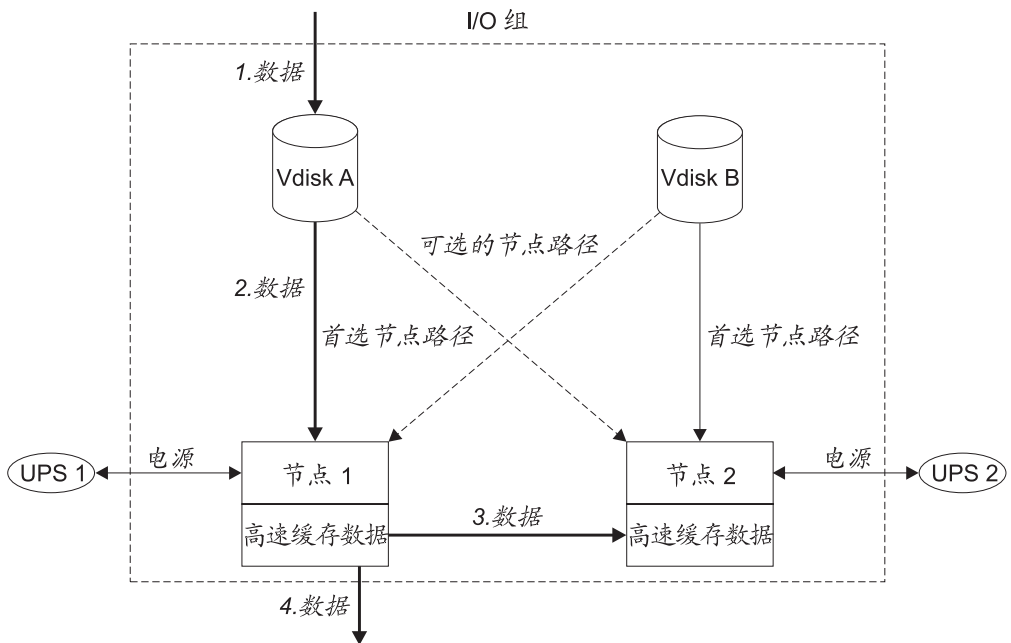 I/O 组
1.数据
Vdisk A
Vdisk B
可选的节点路径
2.数据
首选节点路径
首选节点路径
UPS 1
电源
节点 1
节点 2
电源
UPS 2
高速缓存数据
3.数据
高速缓存数据
4.数据